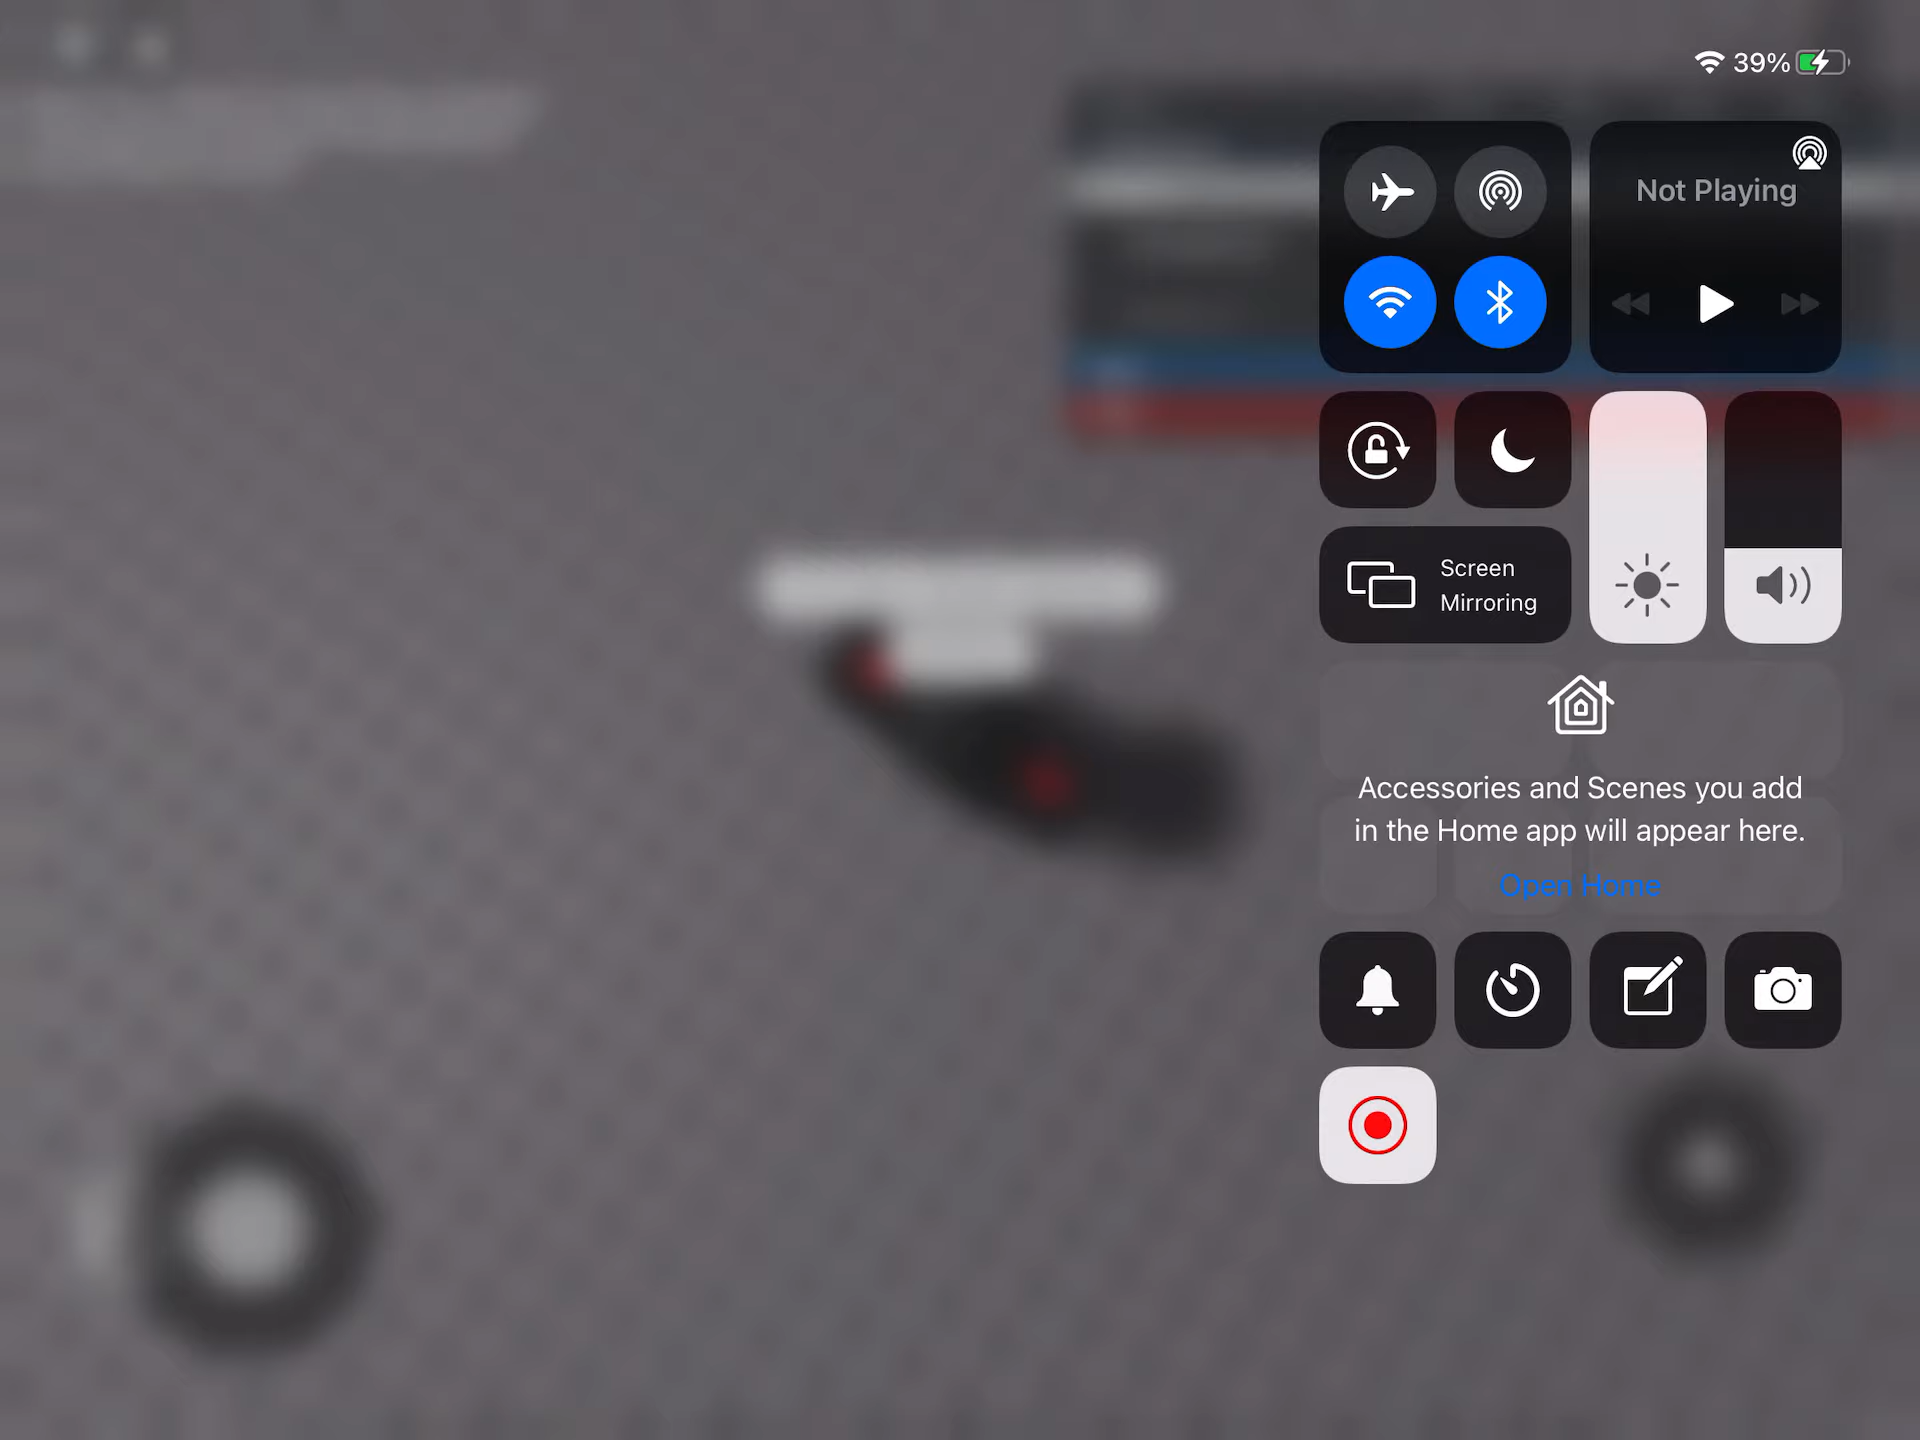 39%
Not Playing
Screen
Mirroring
Accessories and Scenes you add
in the Home app will appear here.
Open Home